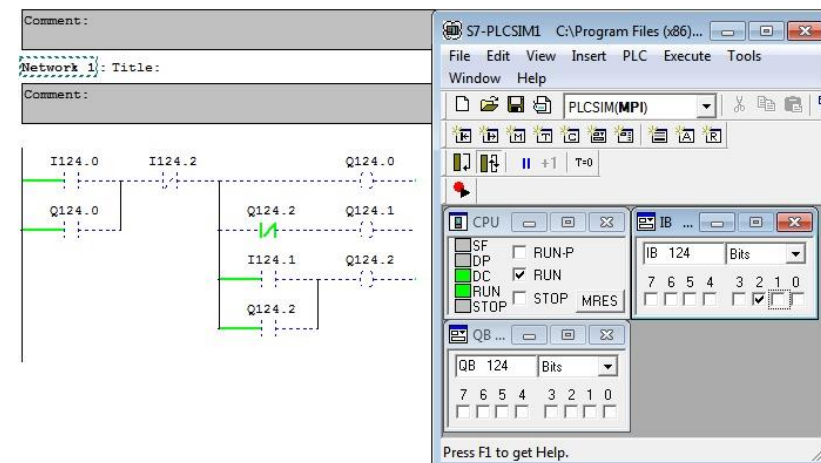 Comment:
Network 1: Title:
Comment:
I124.0 I124.2 Q124.0
Q124.0 Q124.2 Q124.1
I124.1 Q124.2
Q124.2
S7-PLCSIM1 C:\Program Files (x86)...
File Edit View Insert PLC Execute Tools
Window Help
PLCSIM(MPI)
E R
+1 T=0
CPU
SF
DP
DC
RUN
STOP
RUN-P
RUN
STOP MRES
IB ...
IB 124 Bits
7 6 5 4 3 2 1 0
QB ...
QB 124 Bits
7 6 5 4 3 2 1 0
Press F1 to get Help.